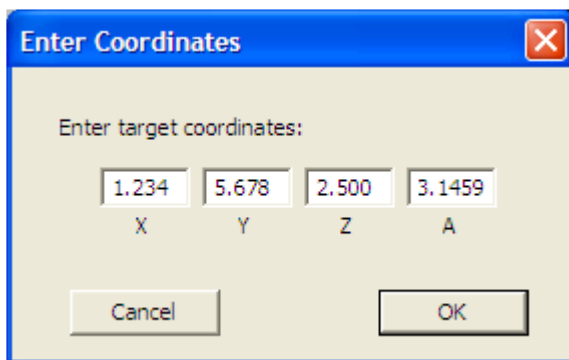 Enter Coordinates
Enter target coordinates:
1.234 5.678 2.500 3.1459
X Y Z A
Cancel OK